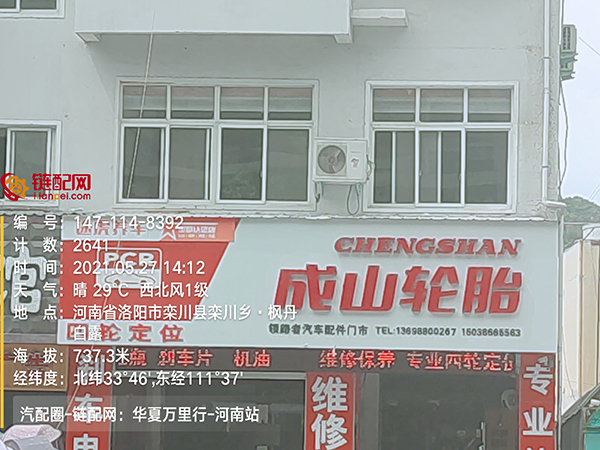 链配网
lianpei.com
编 号: 147-114-8392
计 数: 2641
时 间: 2021.05.27 14:12
天 气: 晴 29℃ 西北风1级
地 点: 河南省洛阳市栾川县栾川乡·枫丹白露
海 拔: 737.3米
经纬度: 北纬33°46′,东经111°37′
汽配圈-链配网: 华夏万里行-河南站
PCR
四轮定位
CHENGSHAN
成山轮胎
领路者汽车配件门市 TEL:13698800267 15038665563
刹车片 机油 维修保养 专业四轮定位
维修
专业